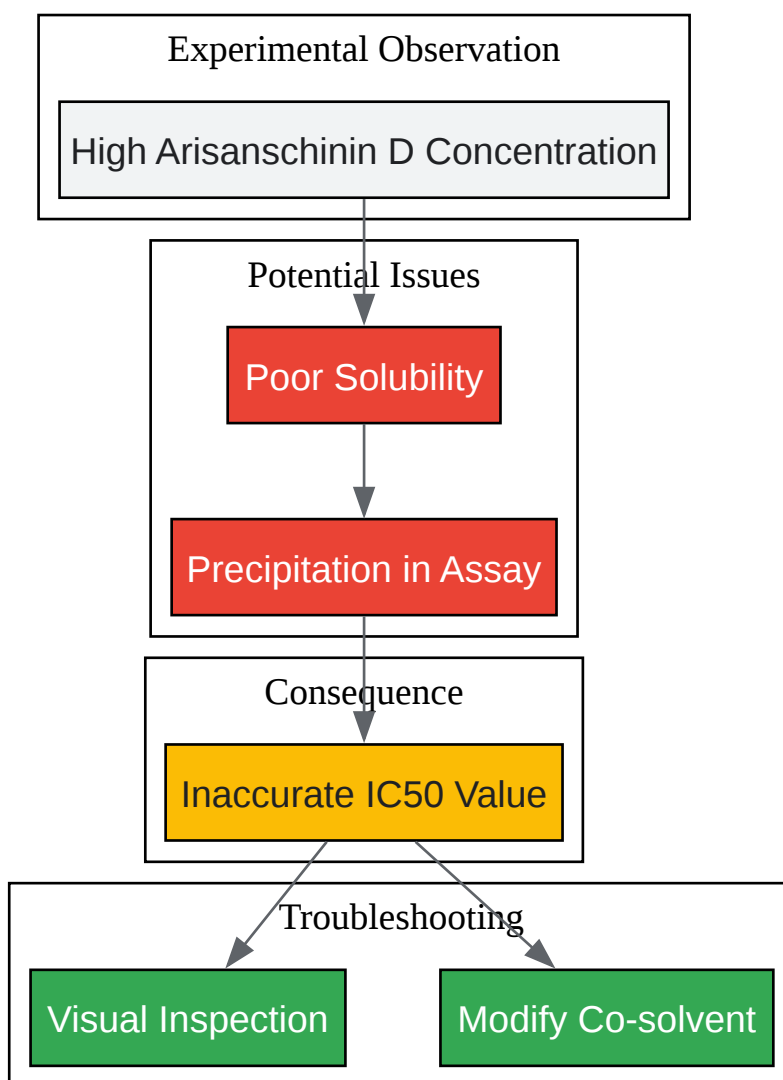 Experimental Observation
High Arisanschinin D Concentration
Potential Issues
Poor Solubility
Precipitation in Assay
Consequence
Inaccurate IC50 Value
Troubleshooting
Visual Inspection
Modify Co-solvent